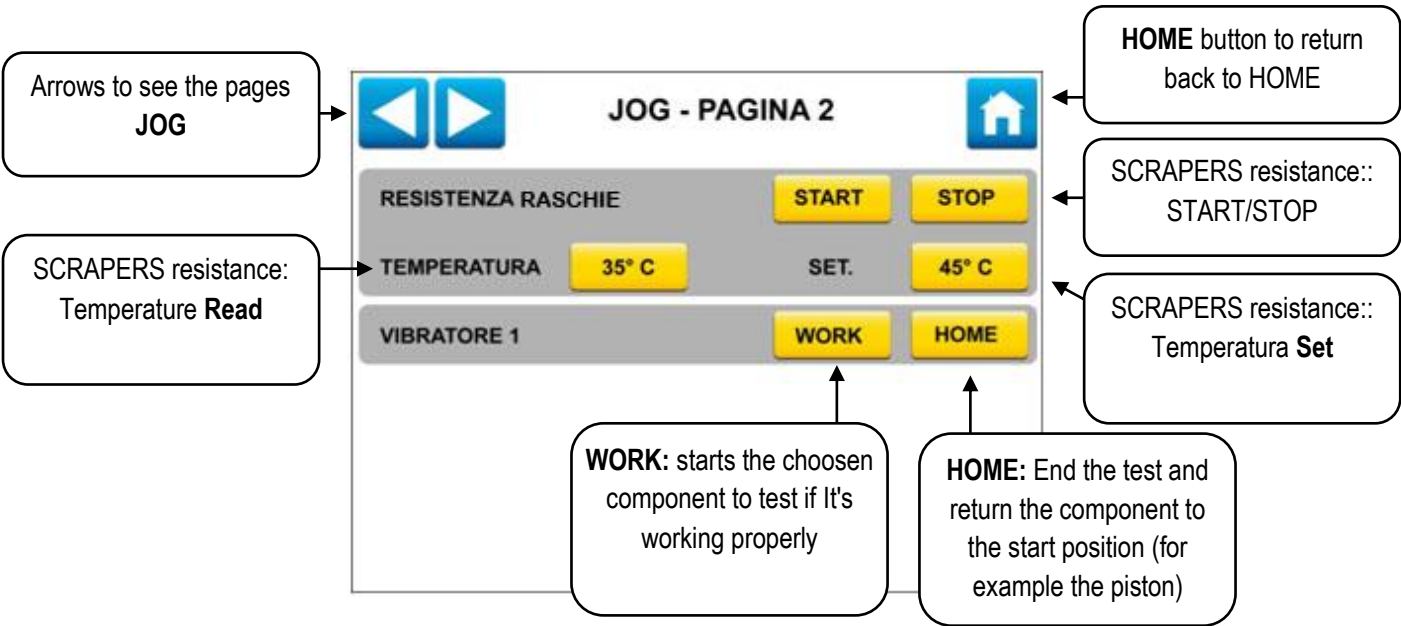 Arrows to see the pages
JOG
SCRAPERS resistance:
Temperature Read
JOG - PAGINA 2
RESISTENZA RASCHIE
START
STOP
TEMPERATURA
35° C
SET.
45° C
VIBRATORE 1
WORK
HOME
HOME button to return
back to HOME
SCRAPERS resistance::
START/STOP
SCRAPERS resistance::
Temperatura Set
WORK: starts the choosen
component to test if It's
working properly
HOME: End the test and
return the component to
the start position (for
example the piston)